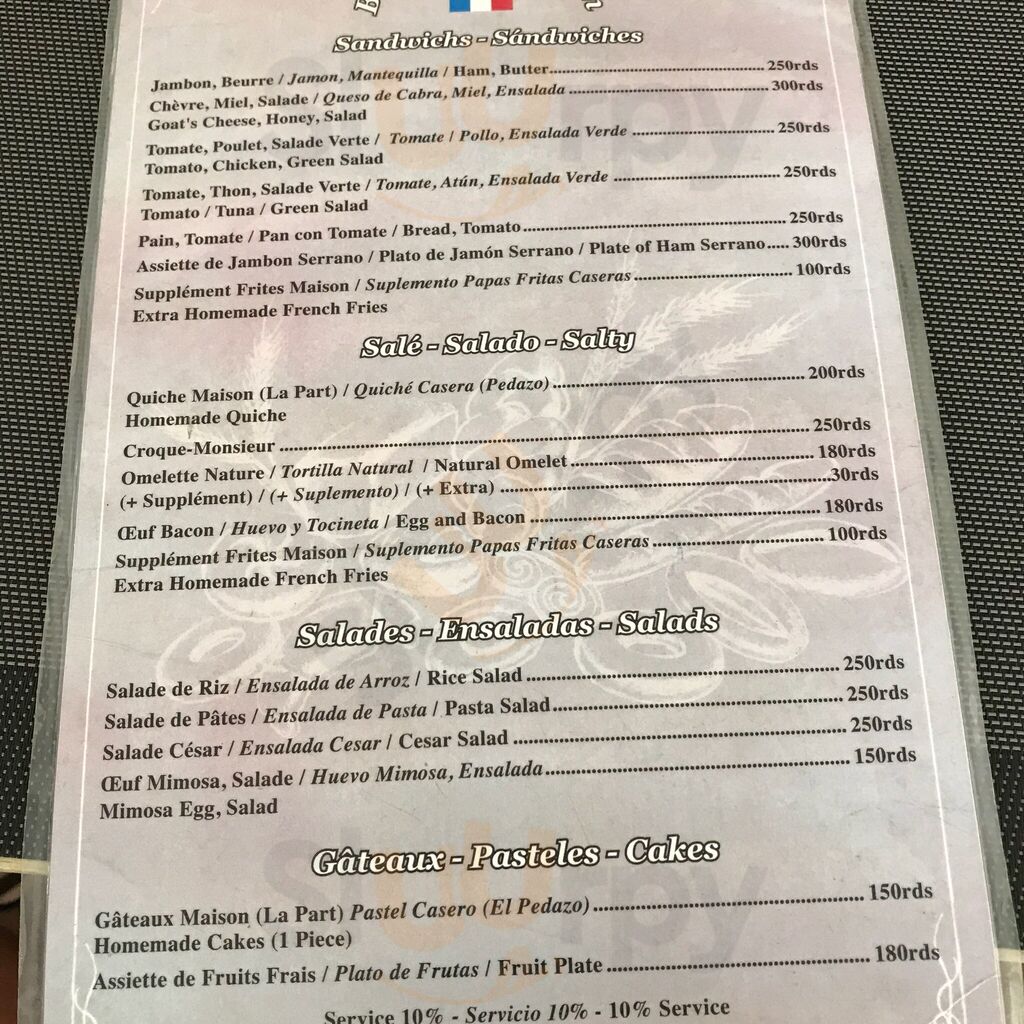 Sandwichs - Sándwiches
Jambon, Beurre / Jamon, Mantequilla / Ham, Butter.....250rds
Chèvre, Miel, Salade / Queso de Cabra, Miel, Ensalada.....300rds
Goat's Cheese, Honey, Salad
Tomate, Poulet, Salade Verte / Tomate / Pollo, Ensalada Verde.....250rds
Tomato, Chicken, Green Salad
Tomate, Thon, Salade Verte / Tomate, Atún, Ensalada Verde.....250rds
Tomato / Tuna / Green Salad
Pain, Tomate / Pan con Tomate / Bread, Tomato.....250rds
Assiette de Jambon Serrano / Plato de Jamón Serrano / Plate of Ham Serrano.....300rds
Supplément Frites Maison / Suplemento Papas Fritas Caseras.....100rds
Extra Homemade French Fries
Salé - Salado - Salty
Quiche Maison (La Part) / Quiché Casera (Pedazo).....200rds
Homemade Quiche
Croque-Monsieur.....250rds
Omelette Nature / Tortilla Natural / Natural Omelet.....180rds
(+ Supplément) / (+ Suplemento) / (+ Extra).....30rds
Œuf Bacon / Huevo y Tocineta / Egg and Bacon.....180rds
Supplément Frites Maison / Suplemento Papas Fritas Caseras.....100rds
Extra Homemade French Fries
Salades - Ensaladas - Salads
Salade de Riz / Ensalada de Arroz / Rice Salad.....250rds
Salade de Pâtes / Ensalada de Pasta / Pasta Salad.....250rds
Salade César / Ensalada Cesar / Cesar Salad.....250rds
Œuf Mimosa, Salade / Huevo Mimosa, Ensalada.....150rds
Mimosa Egg, Salad
Gâteaux - Pasteles - Cakes
Gâteaux Maison (La Part) Pastel Casero (El Pedazo).....150rds
Homemade Cakes (1 Piece)
Assiette de Fruits Frais / Plato de Frutas / Fruit Plate.....180rds
Service 10% - Servicio 10% - 10% Service